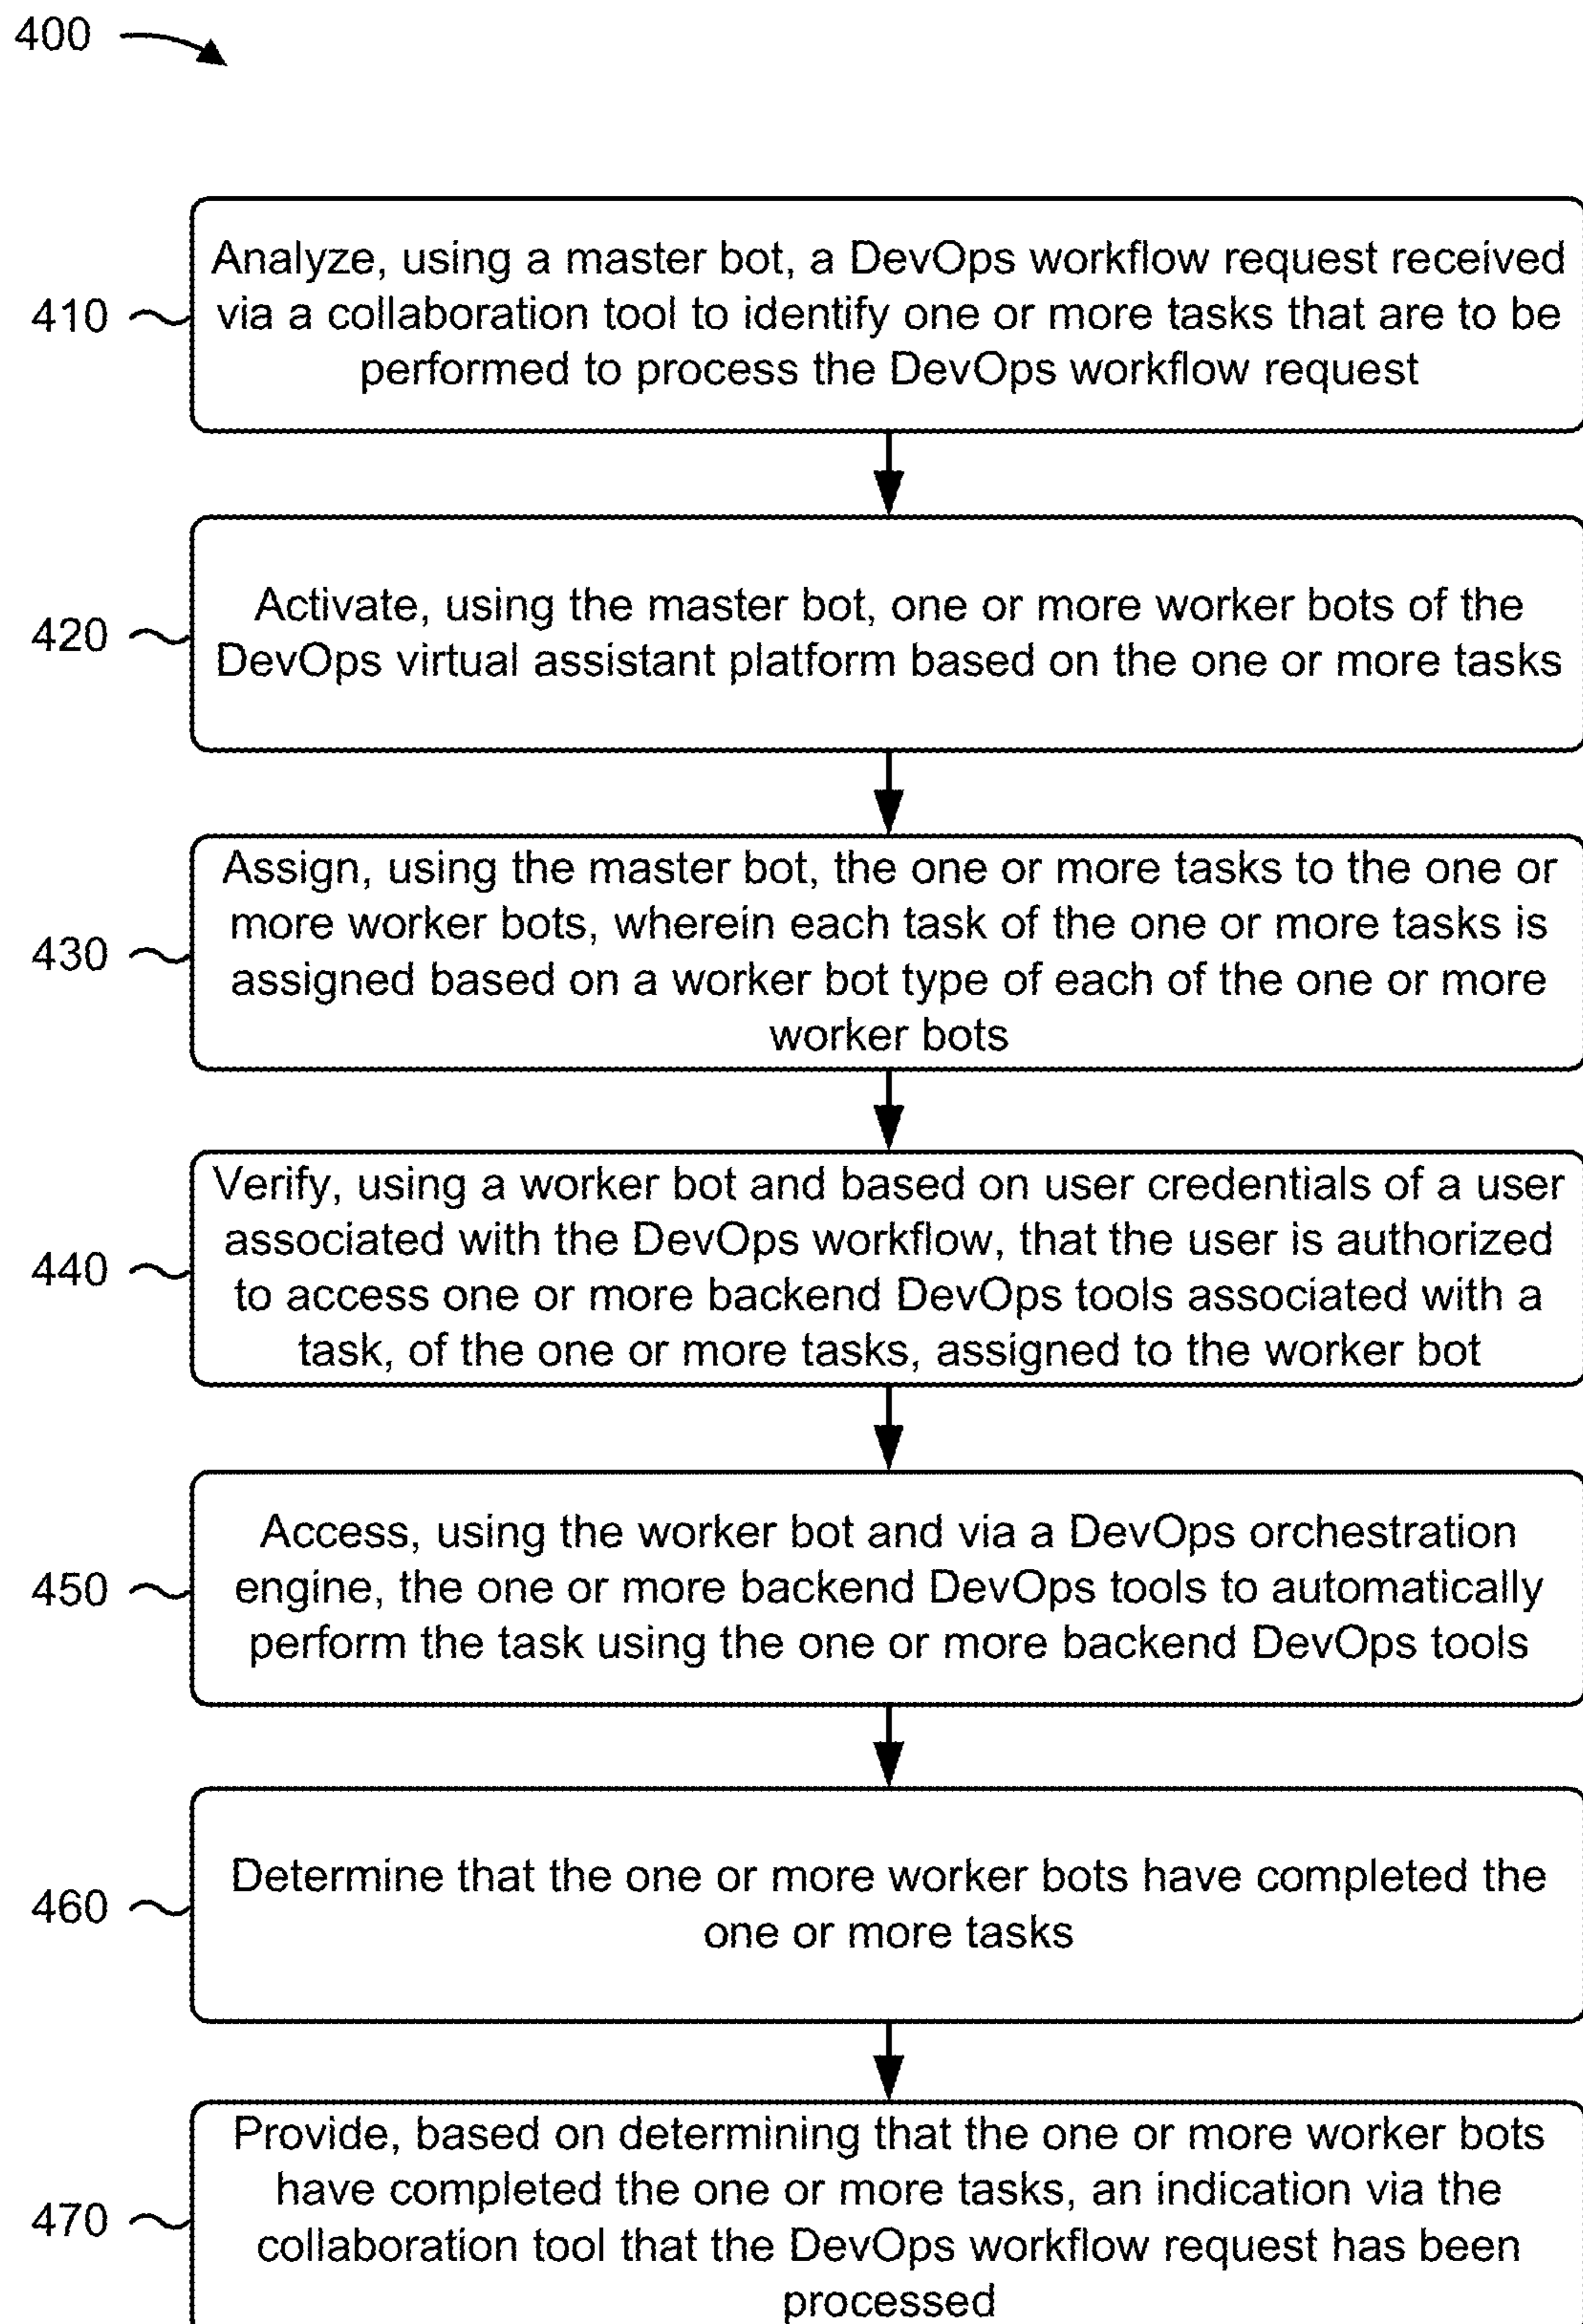 400
Analyze, using a master bot, a DevOps workflow request received
410
via a collaboration tool to identify one or more tasks that are to be
performed to process the DevOps workflow request
Activate, using the master bot, one or more worker bots of the
420
DevOps virtual assistant platform based on the one or more tasks
Assign, using the master bot, the one or more tasks to the one or
more worker bots, wherein each task of the one or more tasks is
430
assigned based on a worker bot type of each of the one or more
worker bots
Verify, using a worker bot and based on user credentials of a user
associated with the DevOps workflow, that the user is authorized
440
to access one or more backend DevOps tools associated with a
task, of the one or more tasks, assigned to the worker bot
Access, using the worker bot and via a DevOps orchestration
450
engine, the one or more backend DevOps tools to automatically
perform the task using the one or more backend DevOps tools
Determine that the one or more worker bots have completed the
460
one or more tasks
Provide, based on determining that the one or more worker bots
have completed the one or more tasks, an indication via the
470
collaboration tool that the DevOps workflow request has been
processed